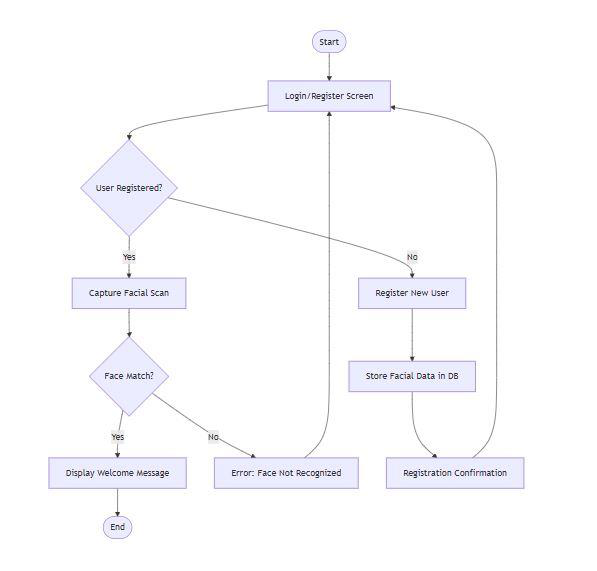 Start
Login/Register Screen
User Registered?
Yes
No
Capture Facial Scan
Register New User
Face Match?
Store Facial Data in DB
Yes
No
Display Welcome Message
Error: Face Not Recognized
Registration Confirmation
End